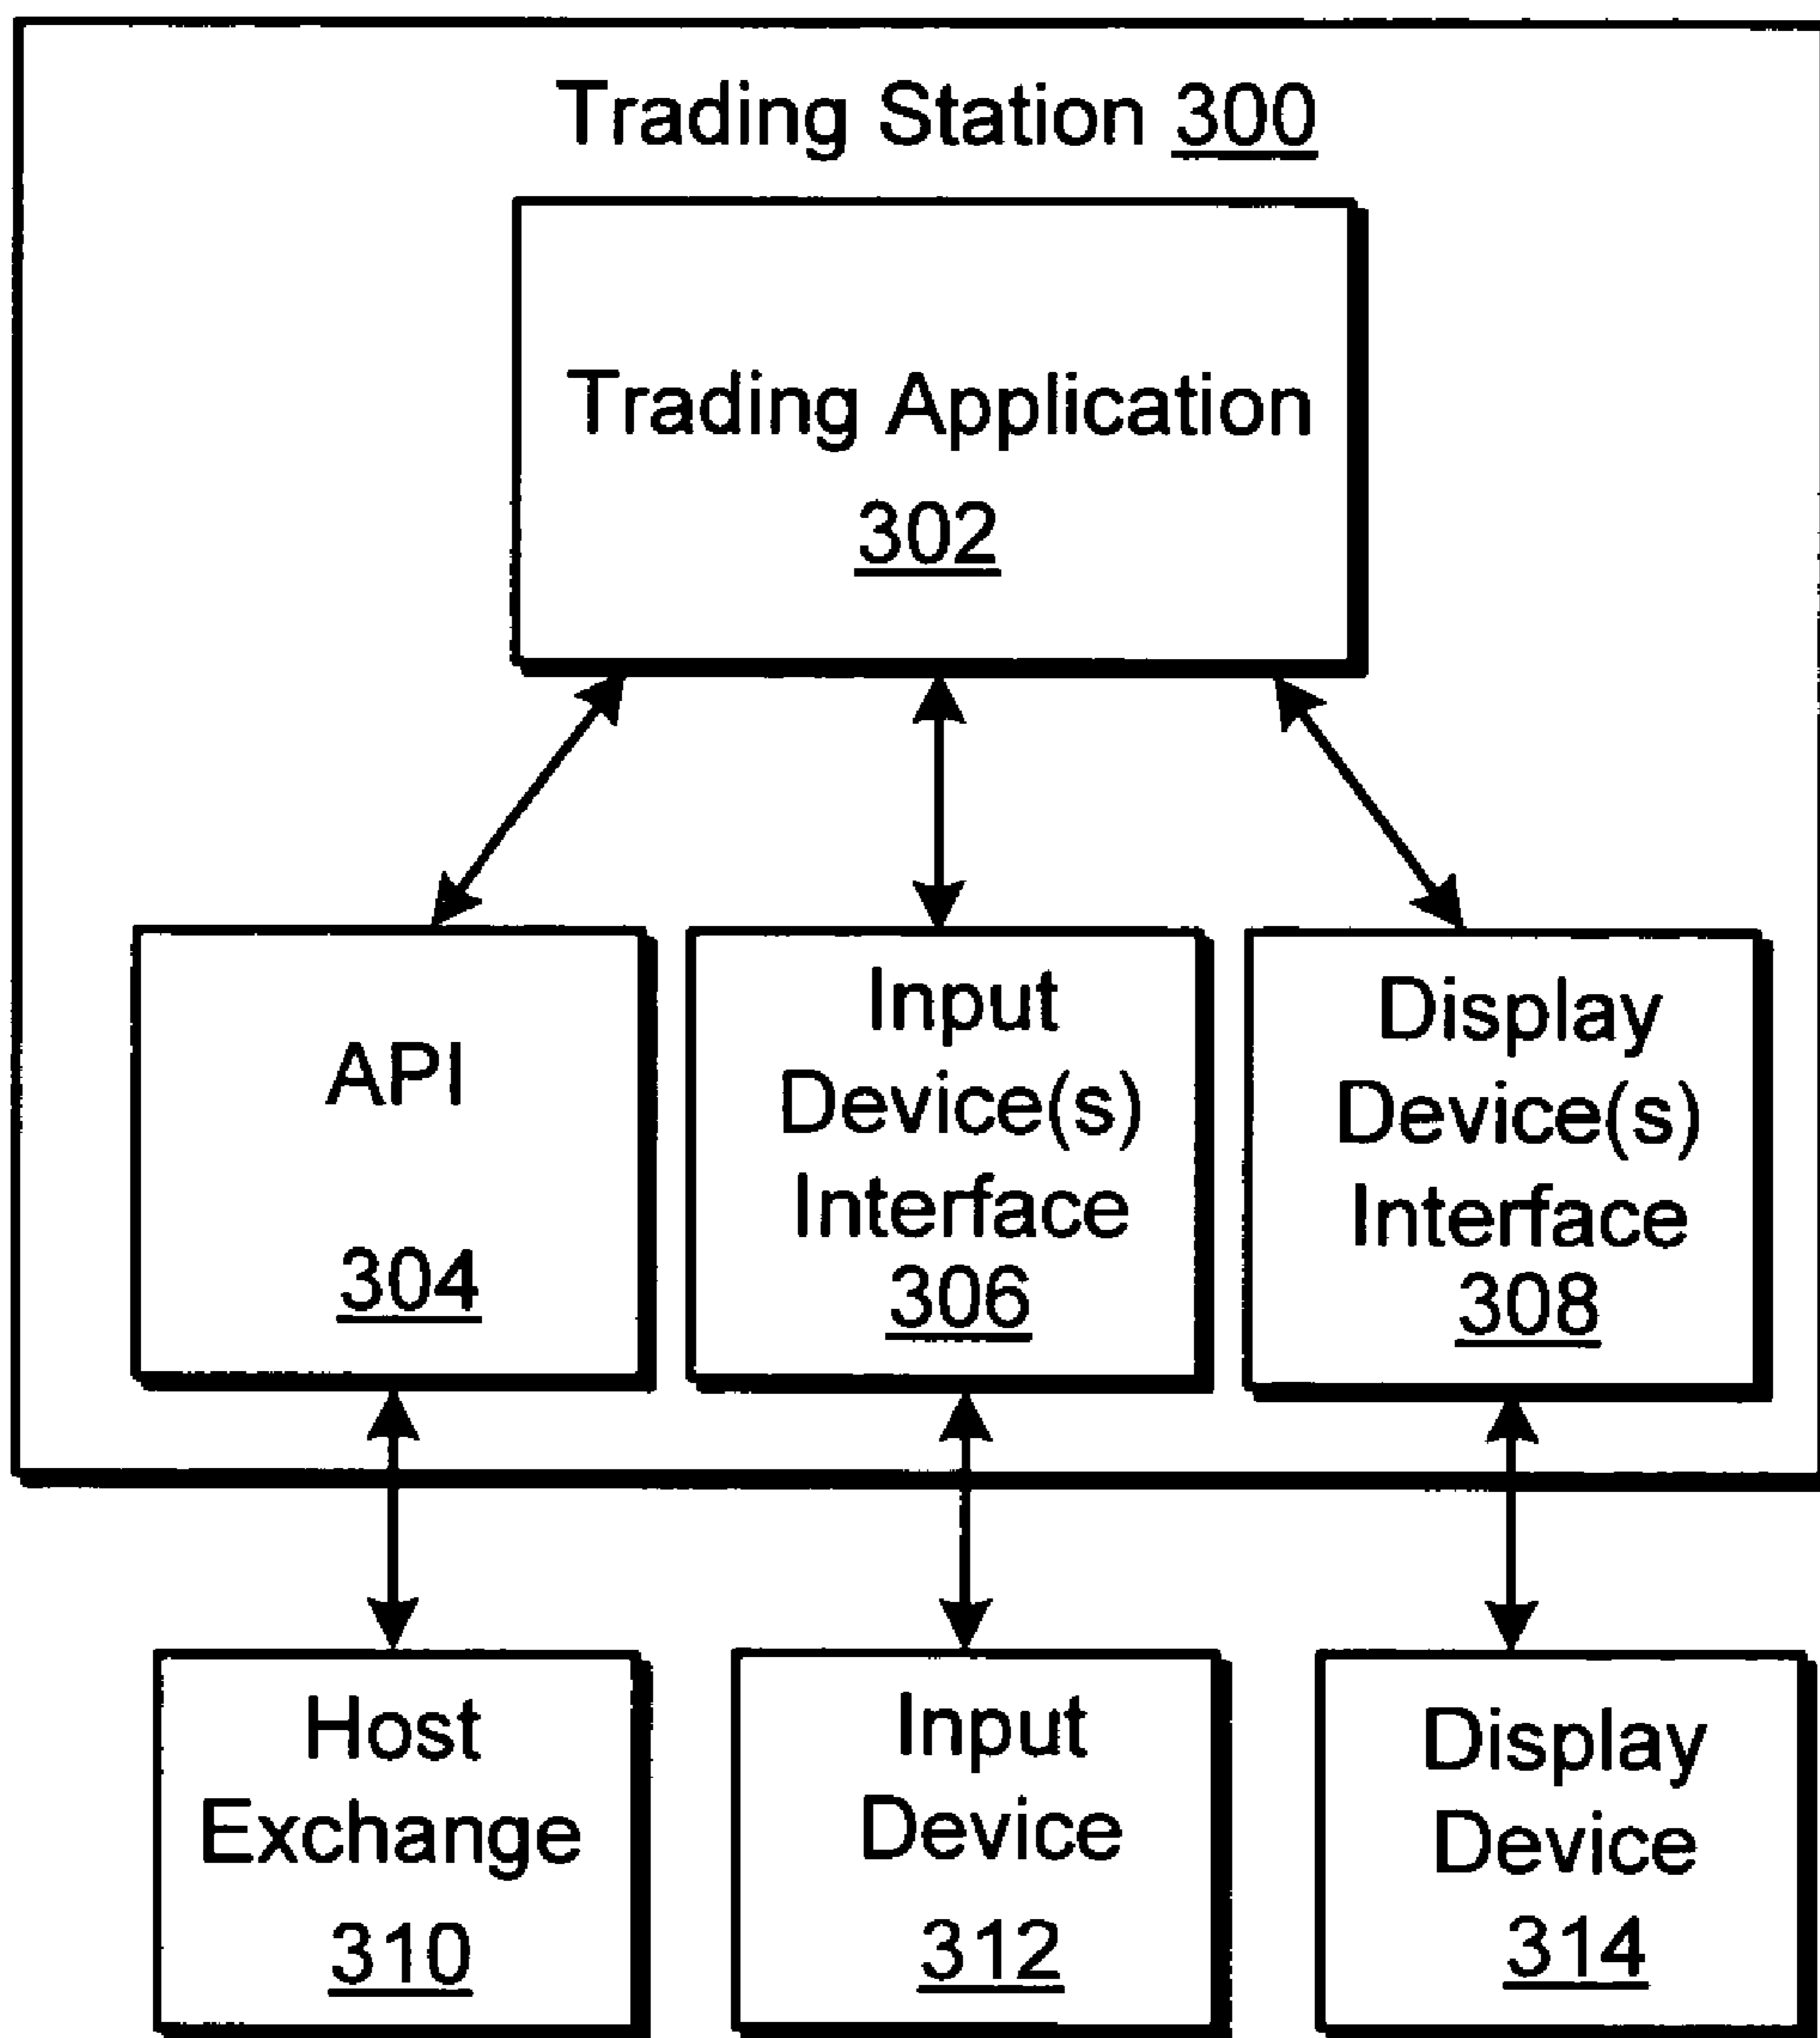 Trading Station 300
Trading Application
302
API
304
Input
Device(s)
Interface
306
Display
Device(s)
Interface
308
Host
Exchange
310
Input
Device
312
Display
Device
314